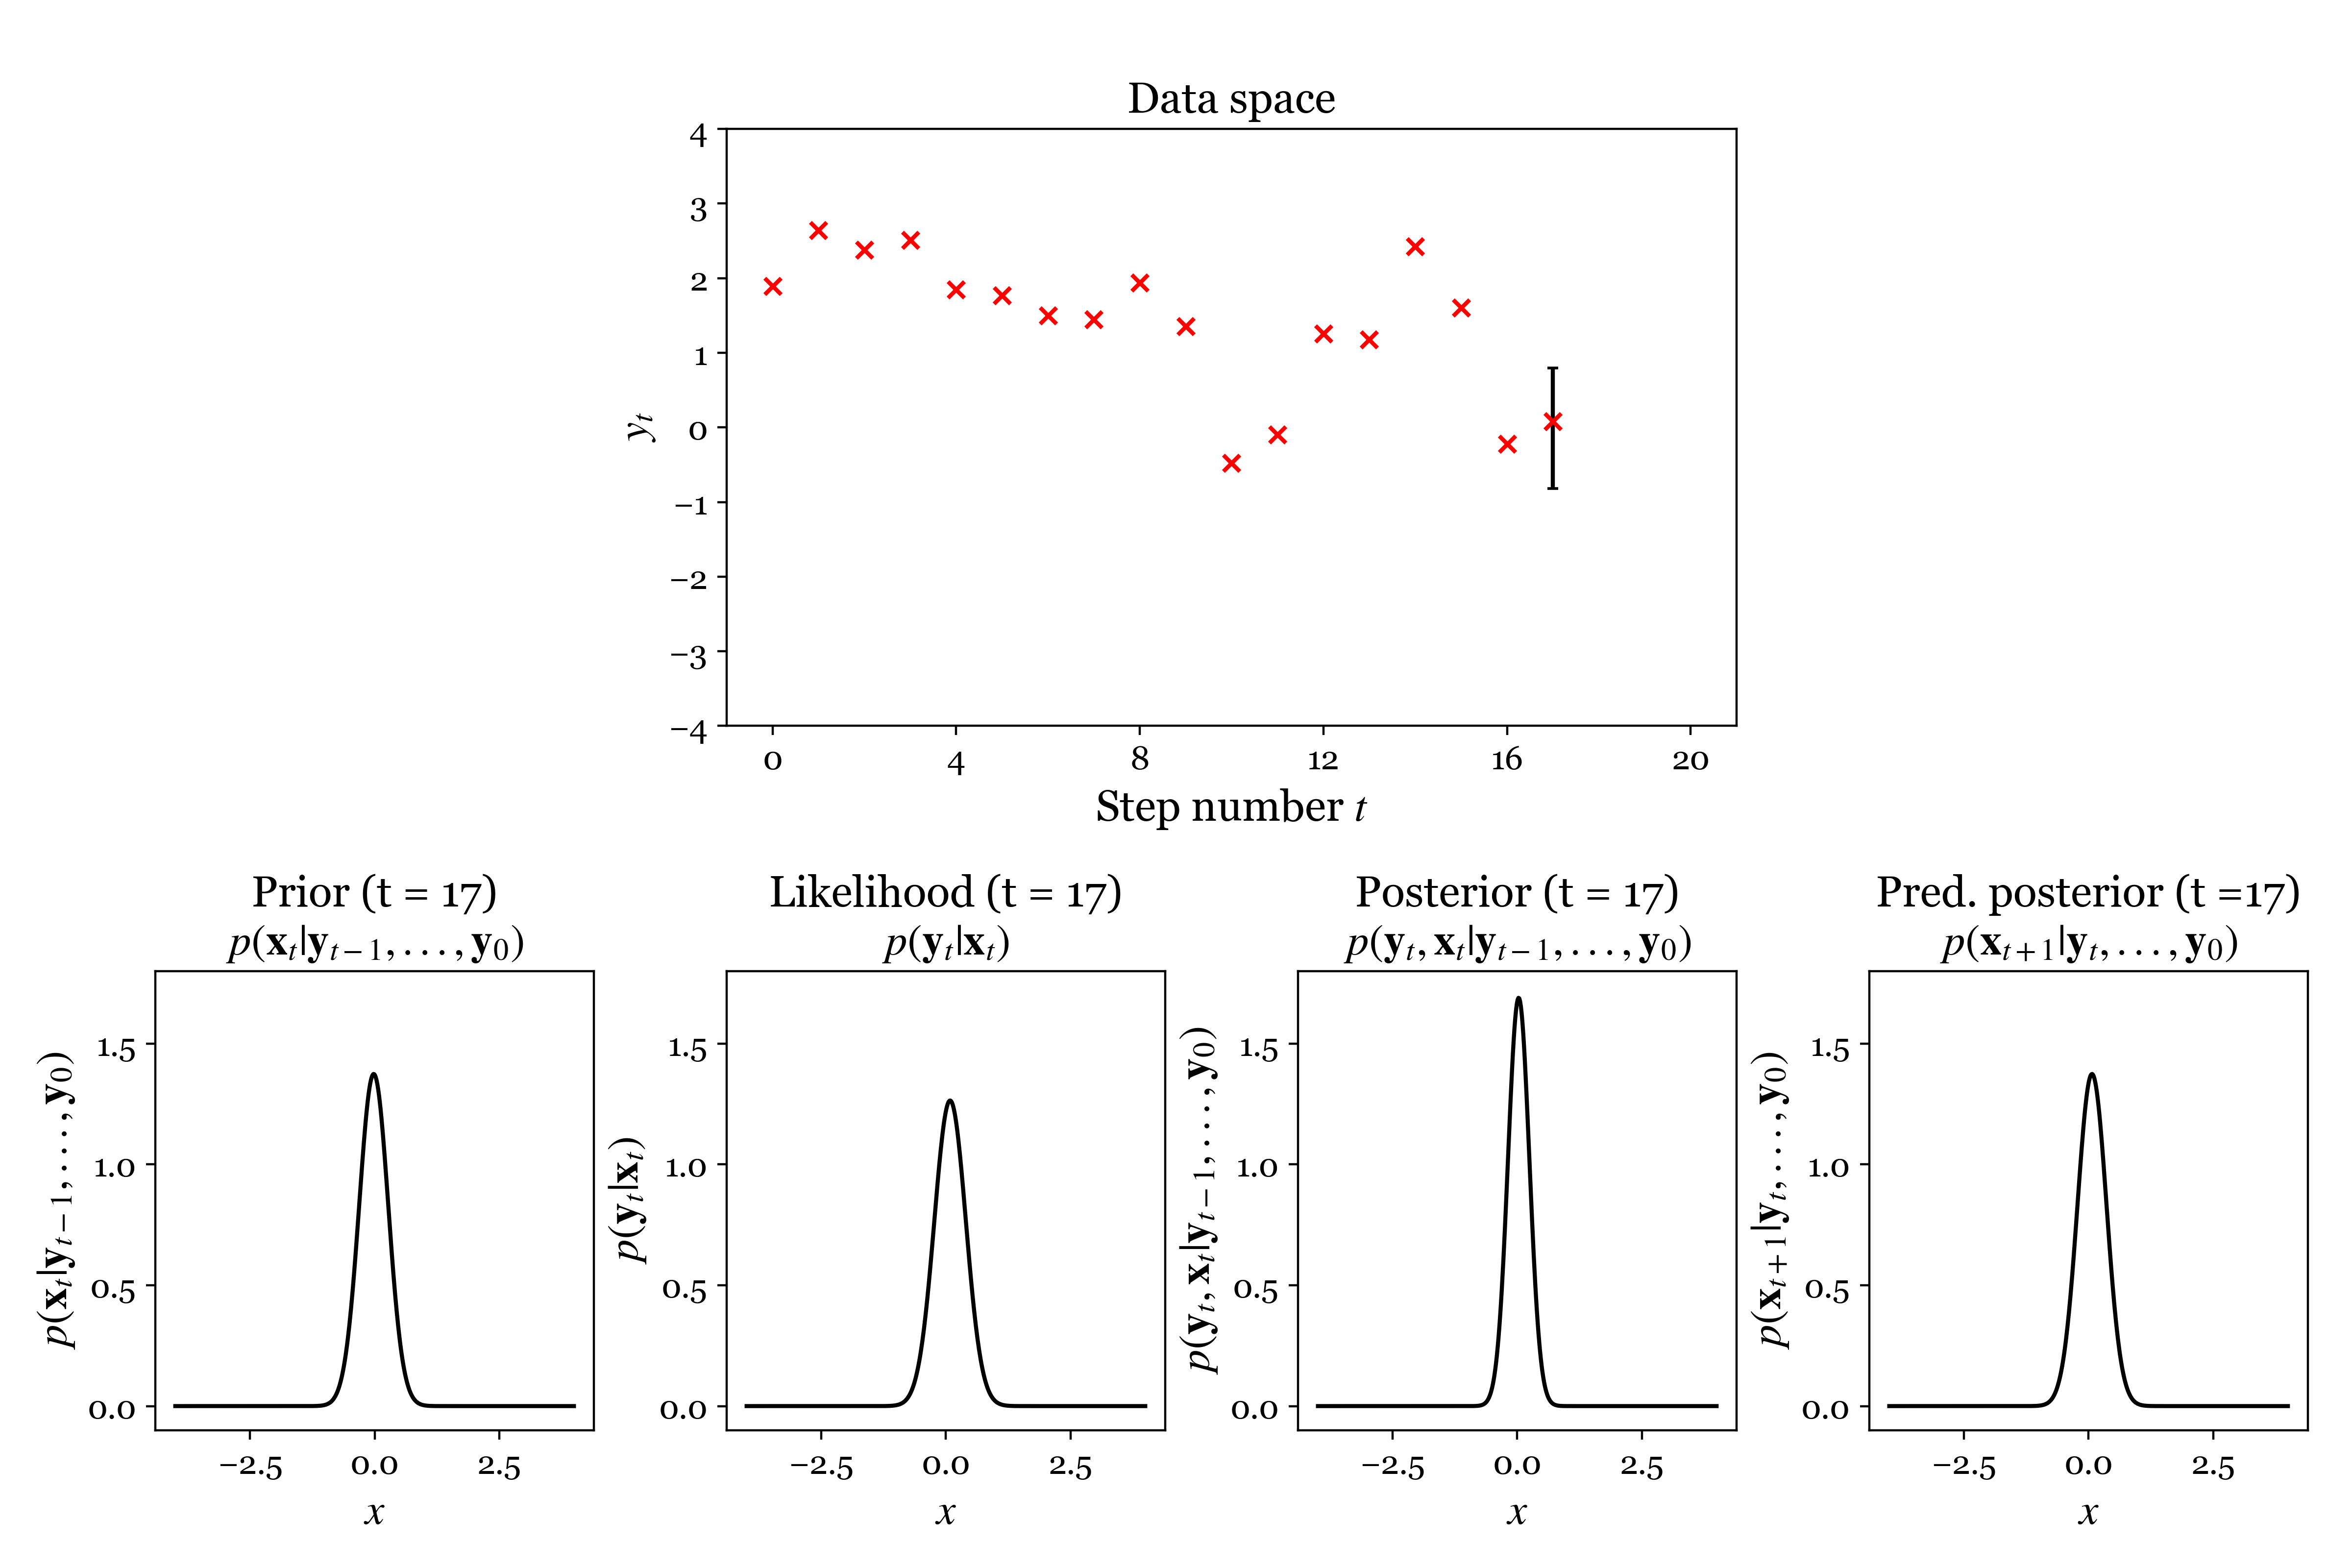 Data space
4
3
2
1
0
−1
−2
−3
−4
y_t
0 4 8 12 16 20
Step number t
Prior (t = 17)
p(𝐱_t|𝐲_{t−1}, . . . , 𝐲_0)
1.5
1.0
0.5
0.0
p(𝐱_t|𝐲_{t−1}, . . . , 𝐲_0)
−2.5 0.0 2.5
x
Likelihood (t = 17)
p(𝐲_t|𝐱_t)
1.5
1.0
0.5
0.0
p(𝐲_t|𝐱_t)
−2.5 0.0 2.5
x
Posterior (t = 17)
p(𝐲_t, 𝐱_t|𝐲_{t−1}, . . . , 𝐲_0)
1.5
1.0
0.5
0.0
p(𝐲_t, 𝐱_t|𝐲_{t−1}, . . . , 𝐲_0)
−2.5 0.0 2.5
x
Pred. posterior (t =17)
p(𝐱_{t+1}|𝐲_t, . . . , 𝐲_0)
1.5
1.0
0.5
0.0
p(𝐱_{t+1}|𝐲_t, . . . , 𝐲_0)
−2.5 0.0 2.5
x